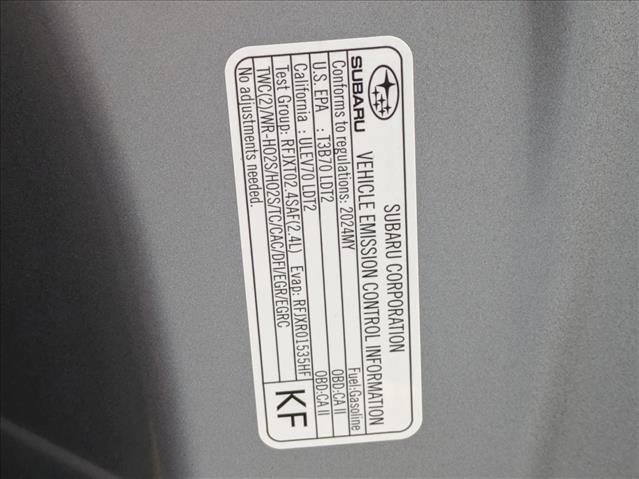 SUBARU CORPORATION
SUBARU
VEHICLE EMISSION CONTROL INFORMATION
Conforms to regulations: 2024MY Fuel:Gasoline
U.S. EPA : T3B70 LDT2 OBD:CA II
California : ULEV70 LDT2 OBD:CA II
Test Group: RFJXT02.4SAF(2.4L) Evap: RFJXR01535HF
TWC(2)/WR-HO2S/HO2S/TC/CAC/DFI/EGR/EGRC
No adjustments needed.
KF